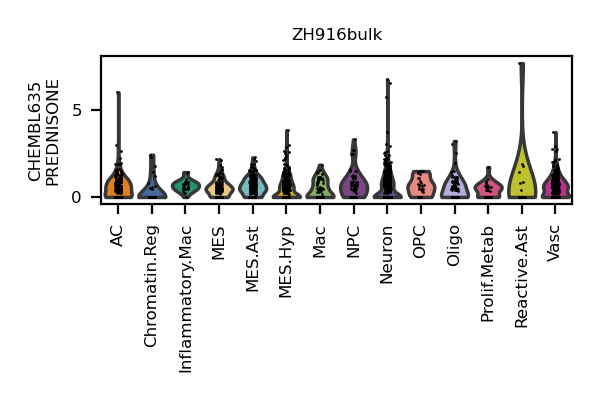 ZH916bulk
CHEMBL635
PREDNISONE
5
0
AC
Chromatin.Reg
Inflammatory.Mac
MES
MES.Ast
MES.Hyp
Mac
NPC
Neuron
OPC
Oligo
Prolif.Metab
Reactive.Ast
Vasc